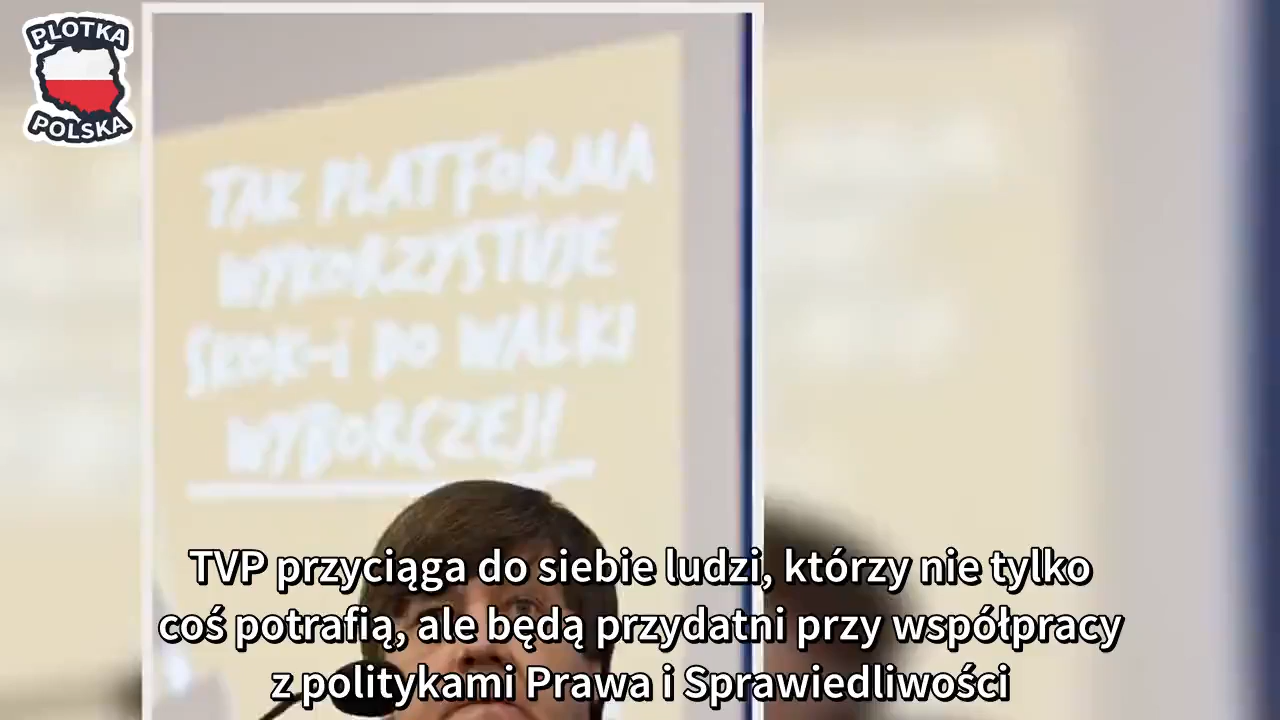 PLOTKA
POLSKA
TAK PLATFORMA
WYKORZYSTUJE
SKOK-i DO WALKI
WYBORCZEJ!
TVP przyciąga do siebie ludzi, którzy nie tylko
coś potrafią, ale będą przydatni przy współpracy
z politykami Prawa i Sprawiedliwości